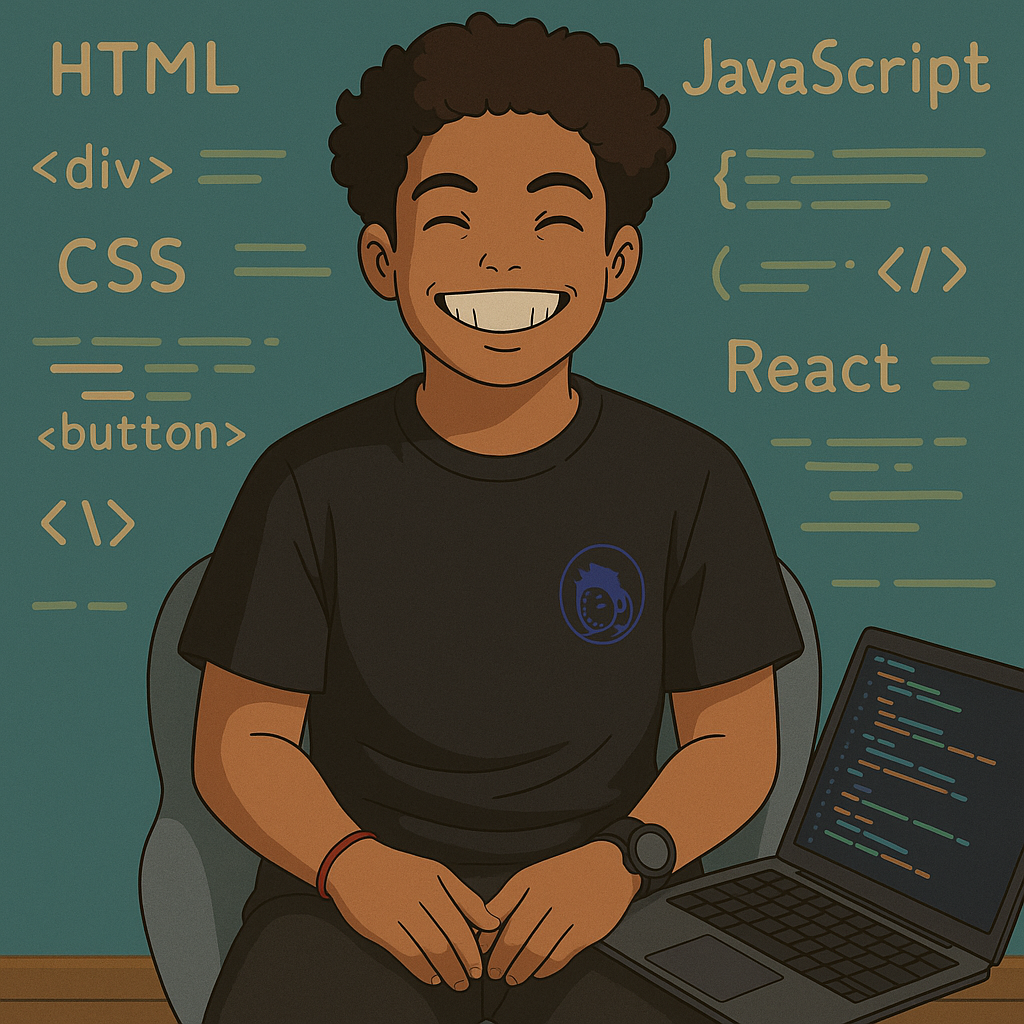 HTML
<div>
CSS
<button>
<\>
JavaScript
{
(
</>
React